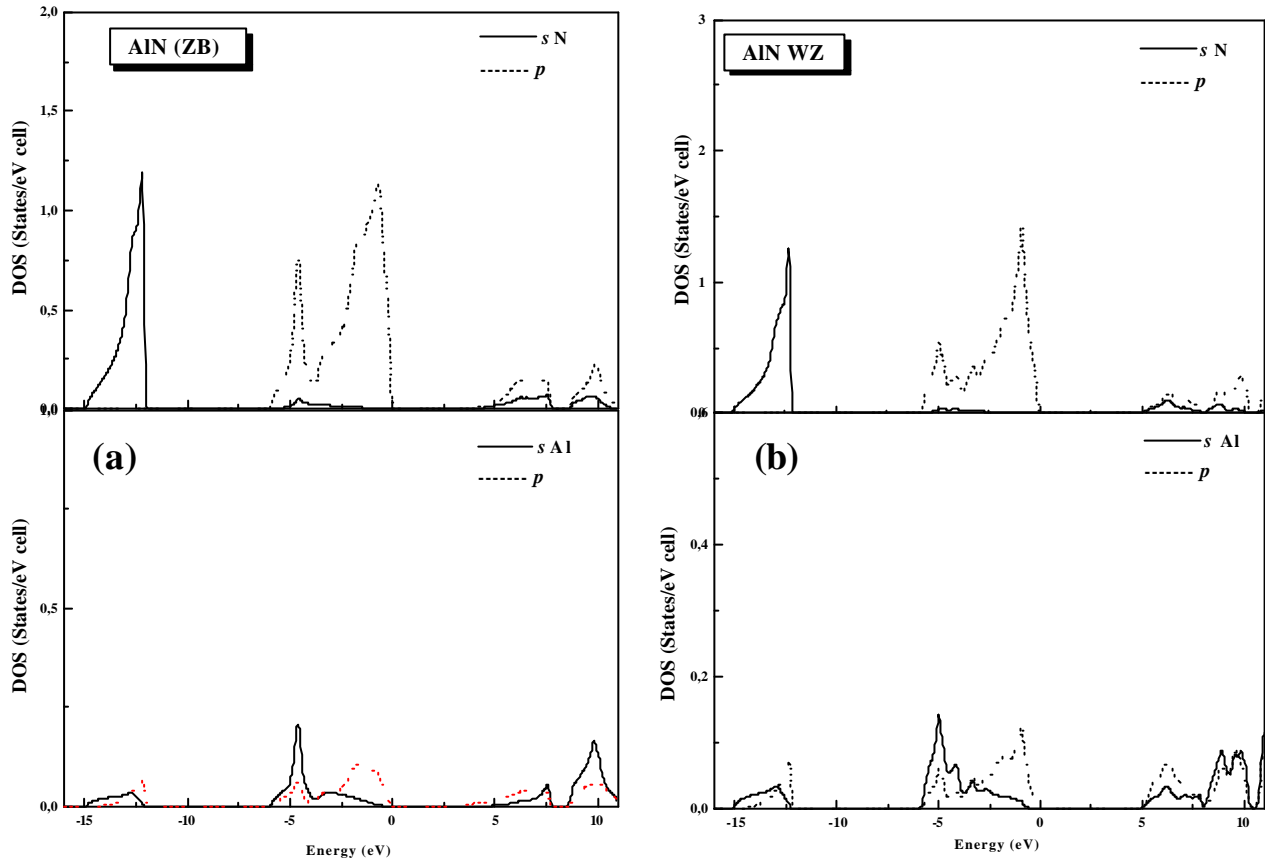 AlN (ZB)
s N
p
2,0
1,5
1,0
0,5
DOS (States/eV cell)
(a)
s Al
p
1,0
0,5
0,0
DOS (States/eV cell)
-15
-10
-5
0
5
10
Energy (eV)
AlN WZ
s N
p
3
2
1
DOS (States/eV cell)
(b)
s Al
p
0,4
0,2
0,0
DOS (States/eV cell)
-15
-10
-5
0
5
10
Energy (eV)